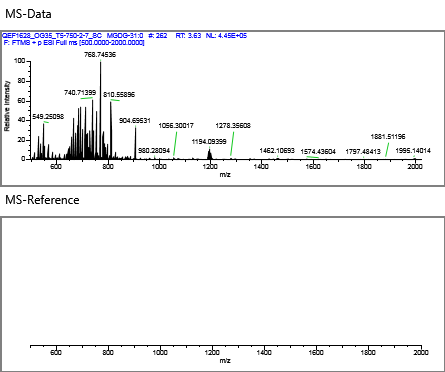 MS-Data
QEF1628_OG35_T5-750-2-7_BC MGDG-31:0 #: 262 RT: 3.63 NL: 4.45E+05
F: FTMS + p ESI Full ms [500.0000-2000.0000]
768.74536
100
740.71399
810.55896
80
60
549.25098
904.69531
40
1056.30017
1278.35608
1881.51196
20
980.28094
1194.09399
1462.10693
1574.43604
1797.48413
1995.14014
0
Relative Intensity
600 800 1000 1200 1400 1600 1800 2000
m/z
MS-Reference
600 800 1000 1200 1400 1600 1800 2000
m/z